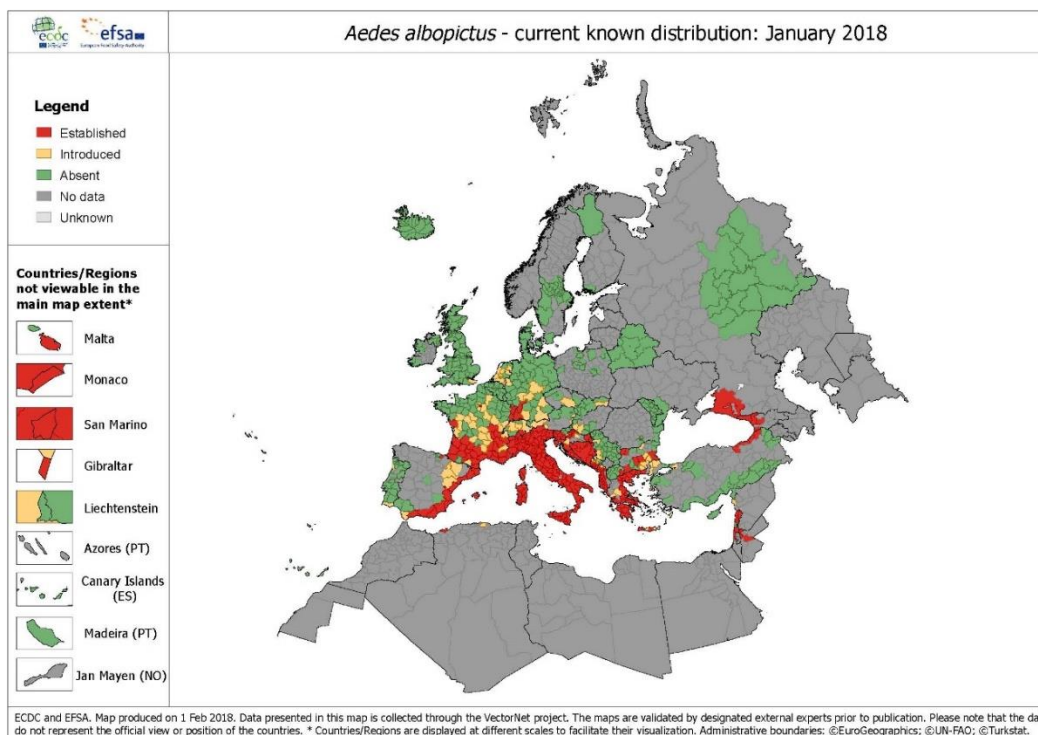 ecdc
efsa
European Food Safety Authority
Aedes albopictus - current known distribution: January 2018
Legend
Established
Introduced
Absent
No data
Unknown
Countries/Regions
not viewable in the
main map extent*
Malta
Monaco
San Marino
Gibraltar
Liechtenstein
Azores (PT)
Canary Islands
(ES)
Madeira (PT)
Jan Mayen (NO)
ECDC and EFSA. Map produced on 1 Feb 2018. Data presented in this map is collected through the VectorNet project. The maps are validated by designated external experts prior to publication. Please note that the da
do not represent the official view or position of the countries. * Countries/Regions are displayed at different scales to facilitate their visualization. Administrative boundaries: ©EuroGeographics; ©UN-FAO; ©Turkstat.